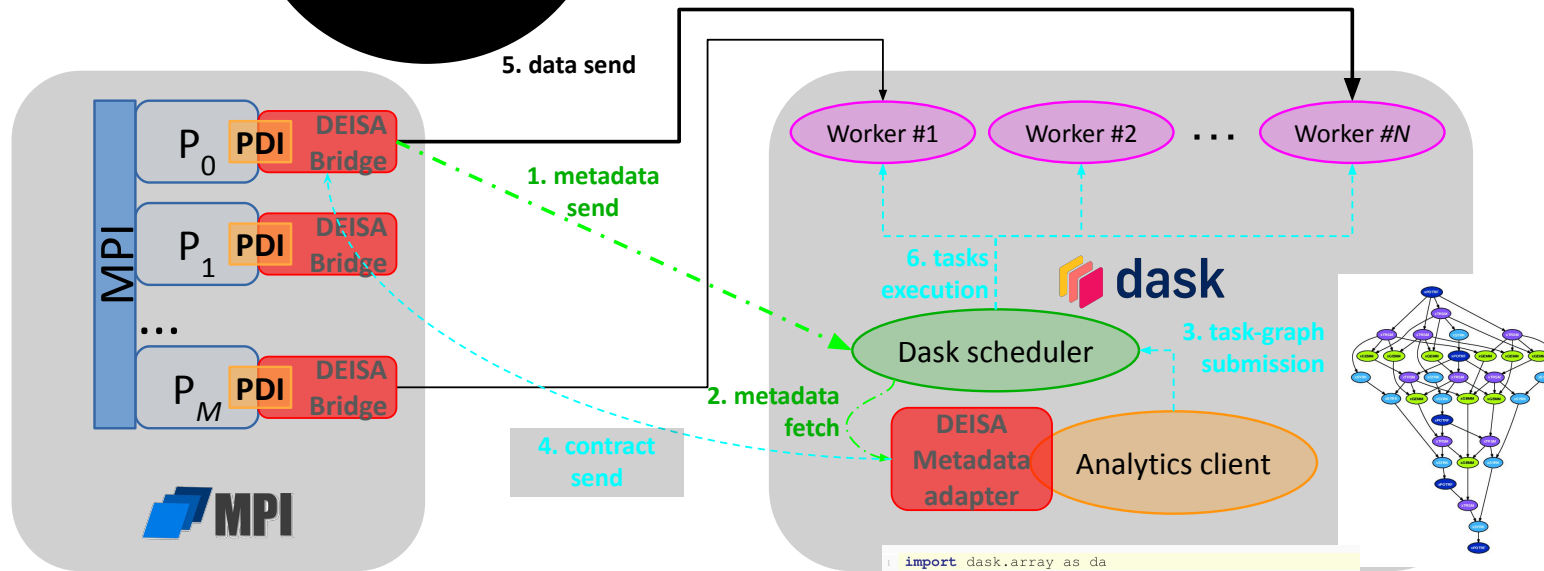 5. data send
P0
PDI
DEISA
Bridge
P1
PDI
DEISA
Bridge
...
PM
PDI
DEISA
Bridge
MPI
MPI
1. metadata
send
Worker #1
Worker #2
...
Worker #N
6. tasks
execution
dask
Dask scheduler
3. task-graph
submission
2. metadata
fetch
4. contract
send
DEISA
Metadata
adapter
Analytics client
1 import dask.array as da